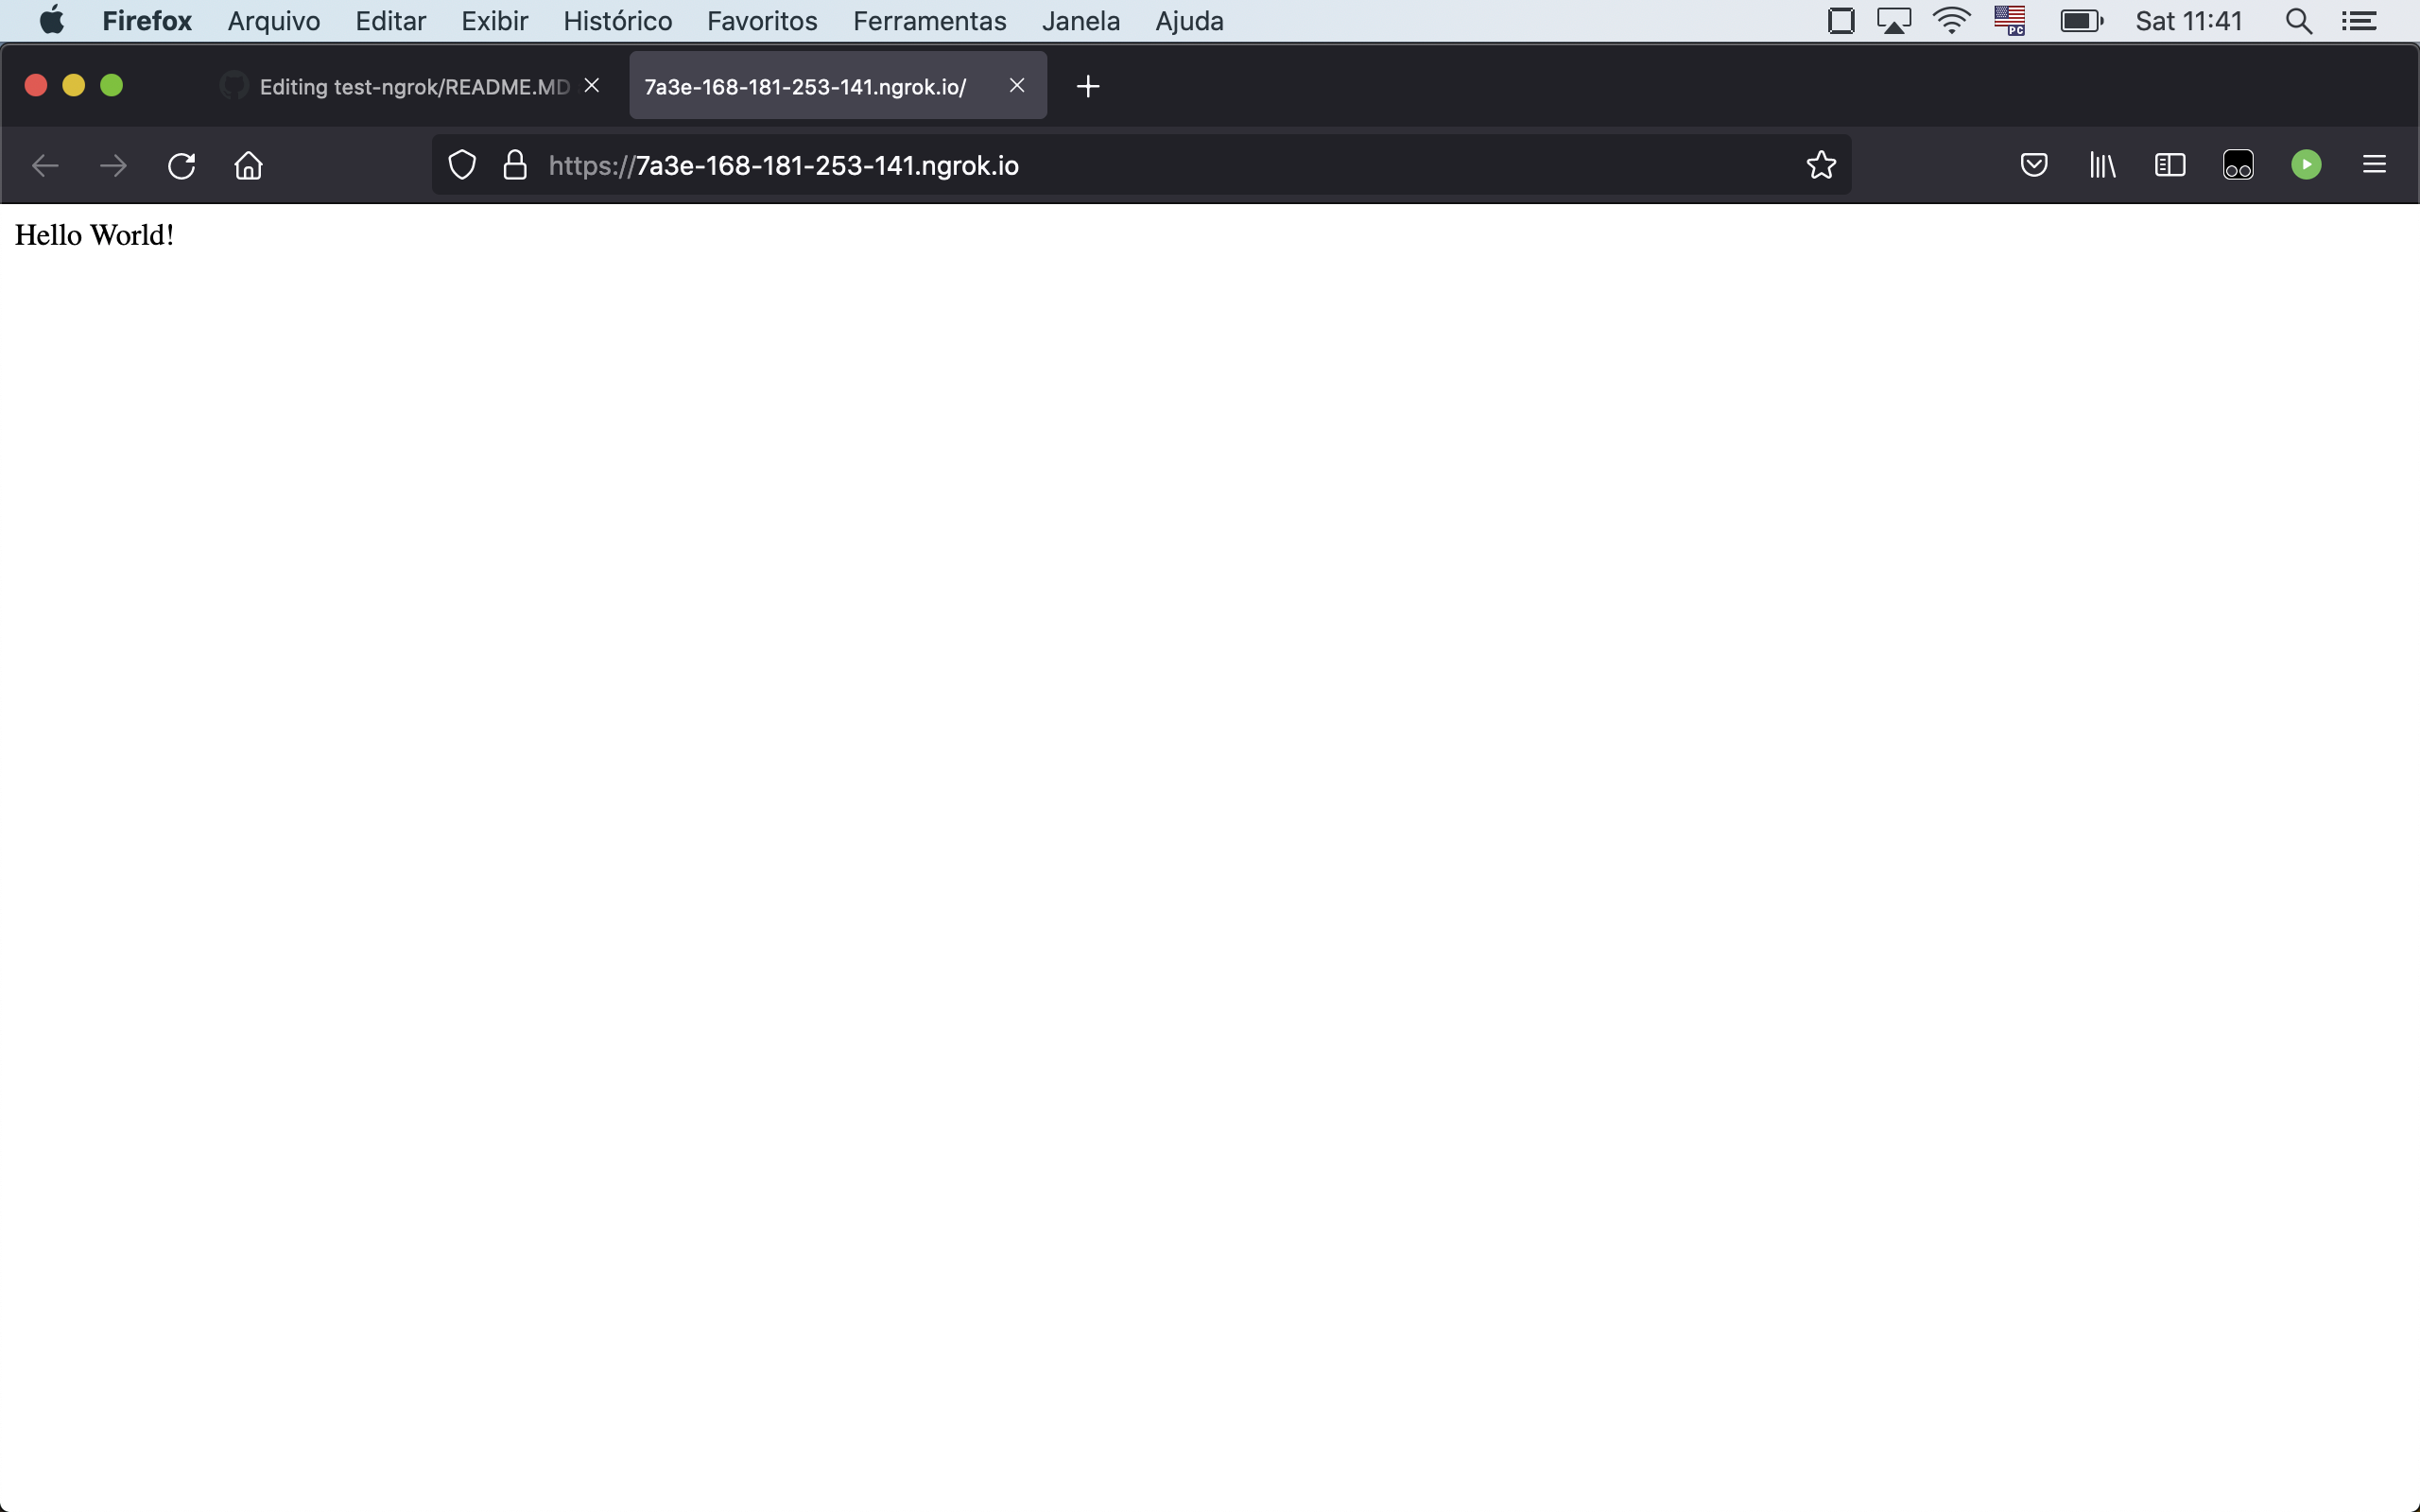 Firefox Arquivo Editar Exibir Histórico Favoritos Ferramentas Janela Ajuda PC Sat 11:41
Editing test-ngrok/README.MD 7a3e-168-181-253-141.ngrok.io/
https://7a3e-168-181-253-141.ngrok.io
Hello World!